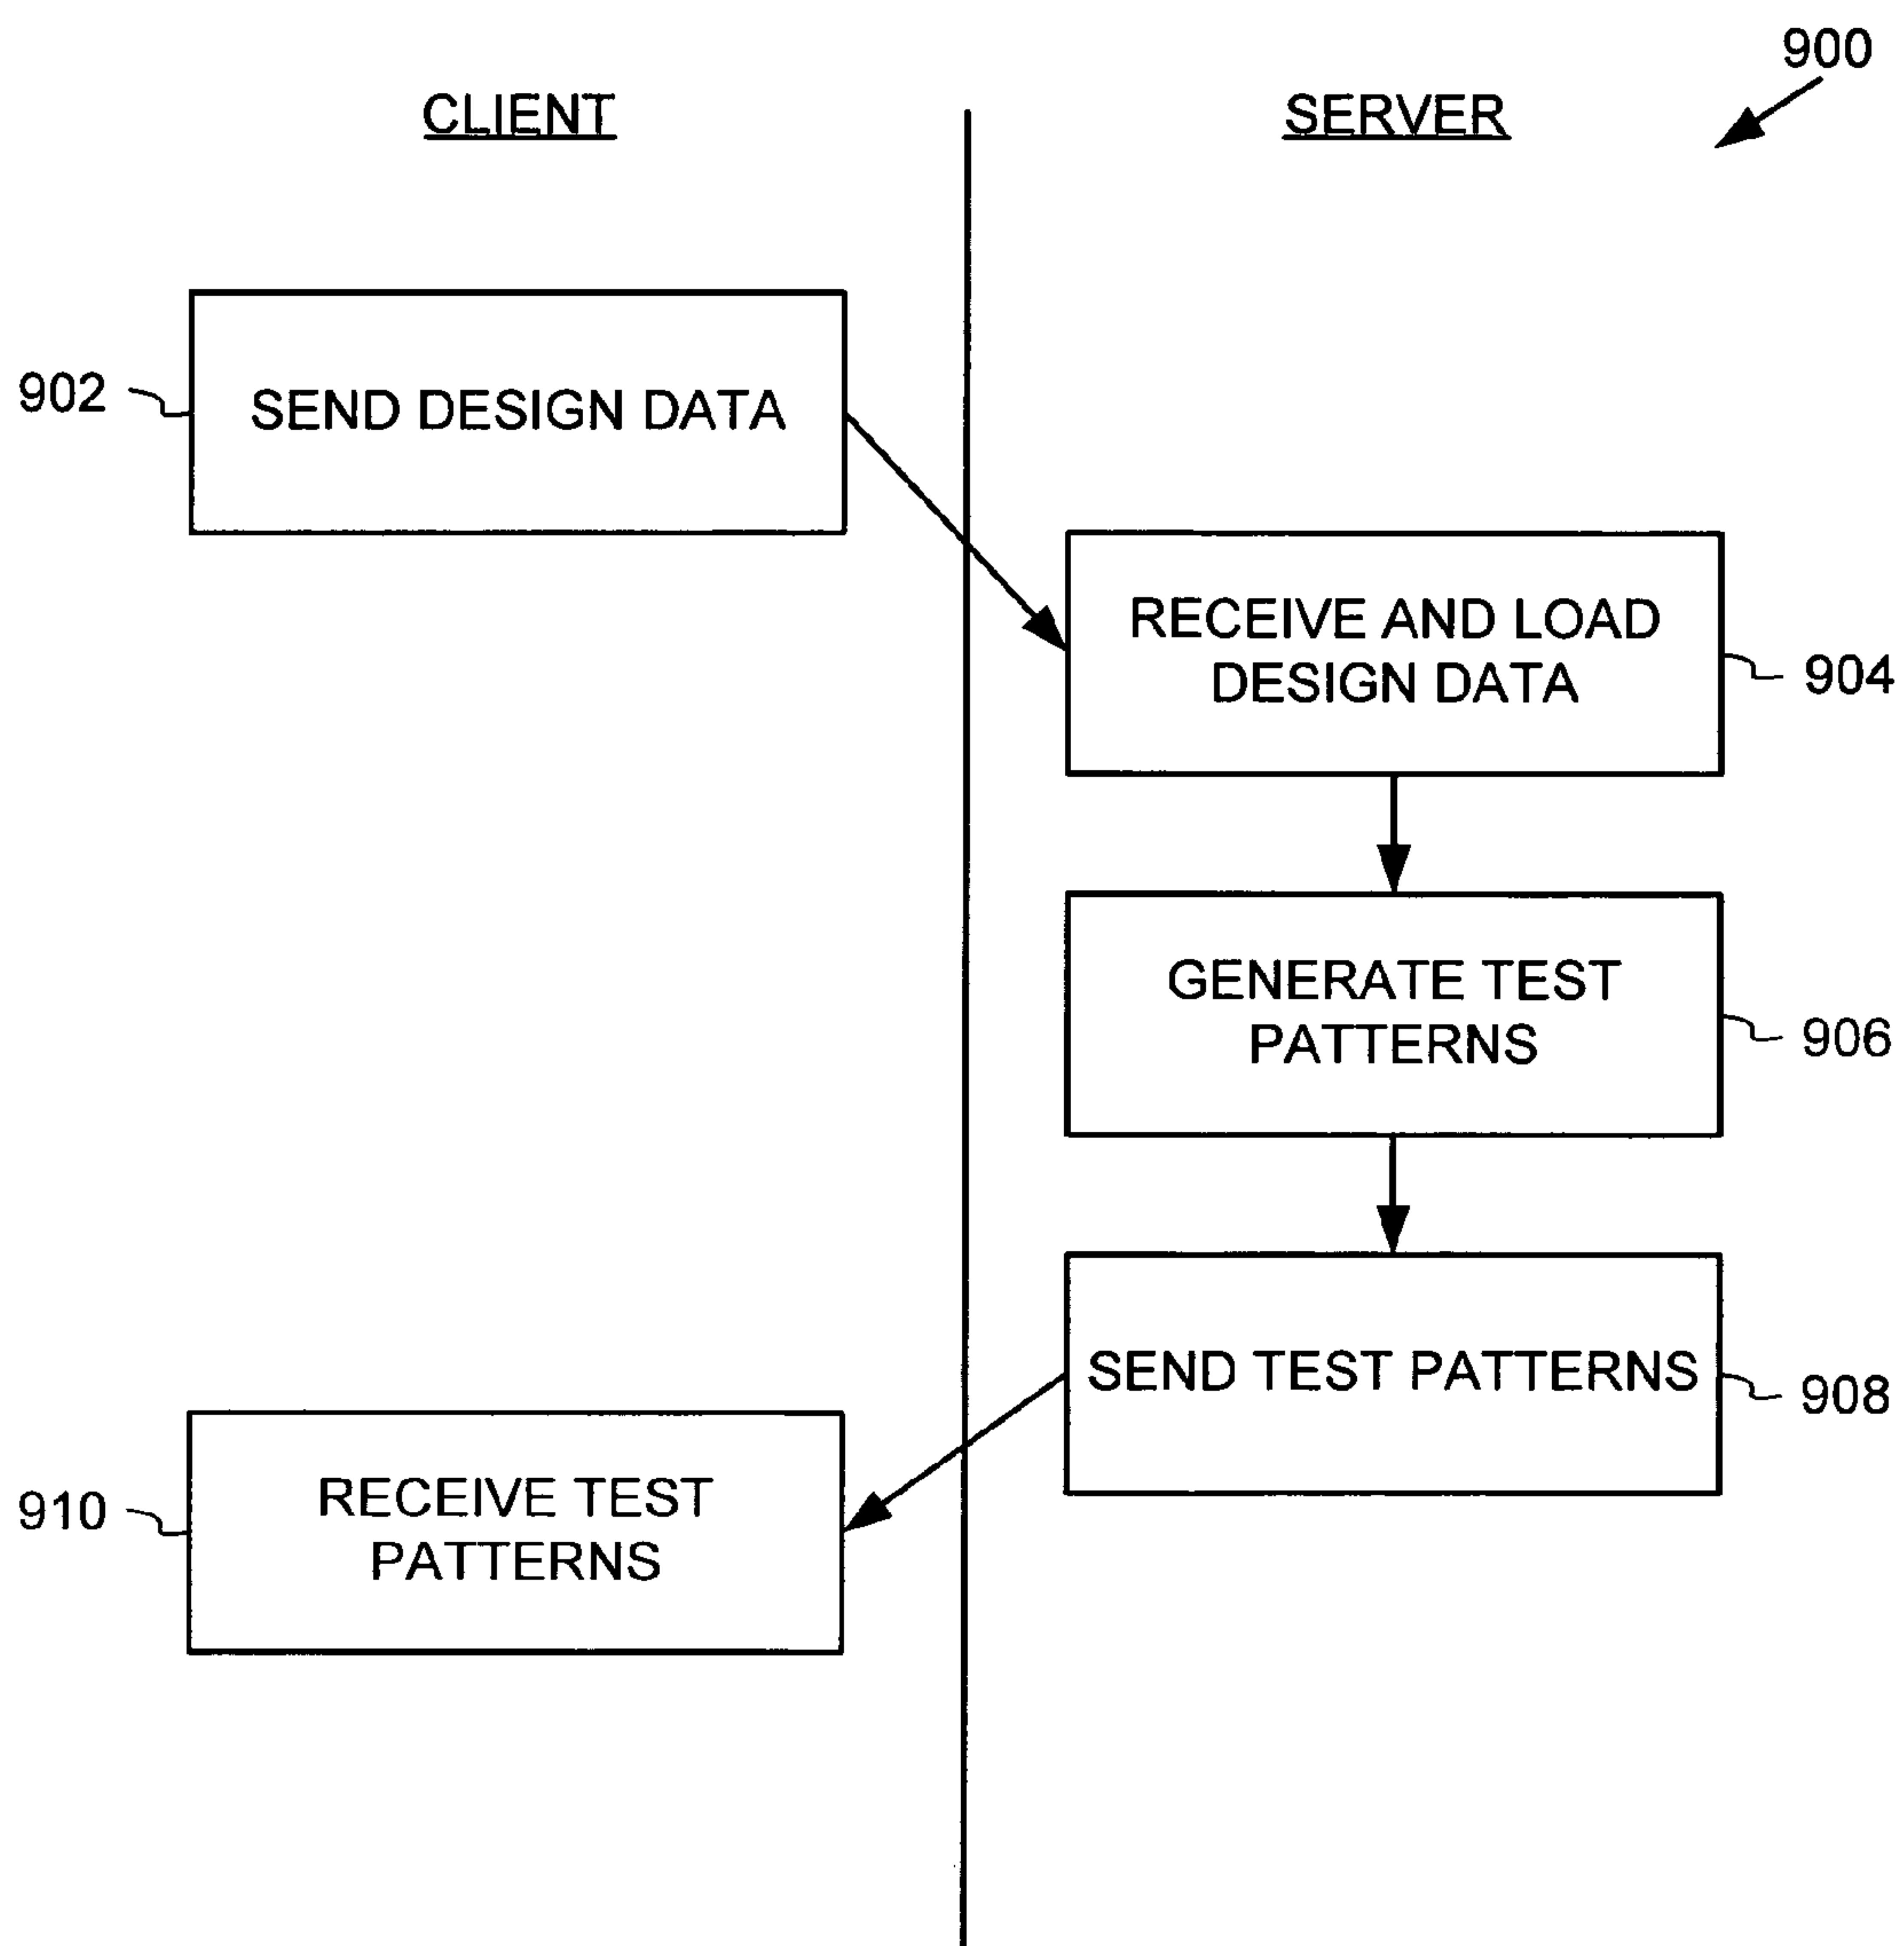 900
CLIENT
SERVER
902
SEND DESIGN DATA
RECEIVE AND LOAD
DESIGN DATA
904
GENERATE TEST
PATTERNS
906
SEND TEST PATTERNS
908
910
RECEIVE TEST
PATTERNS